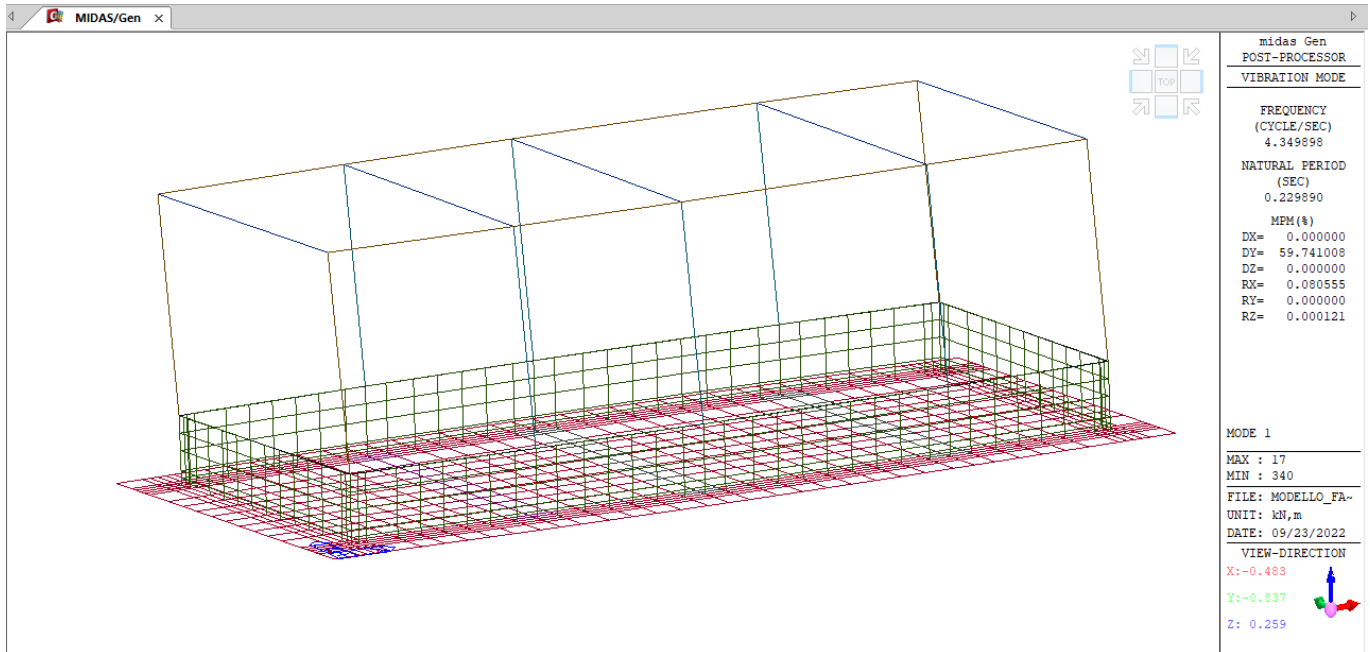 MIDAS/Gen
TOP
midas Gen
POST-PROCESSOR
VIBRATION MODE
FREQUENCY
(CYCLE/SEC)
4.349898
NATURAL PERIOD
(SEC)
0.229890
MPM(%)
DX= 0.000000
DY= 59.741008
DZ= 0.000000
RX= 0.080555
RY= 0.000000
RZ= 0.000121
MODE 1
MAX : 17
MIN : 340
FILE: MODELLO_FA~
UNIT: kN,m
DATE: 09/23/2022
VIEW-DIRECTION
X:-0.483
Y:-0.837
Z: 0.259